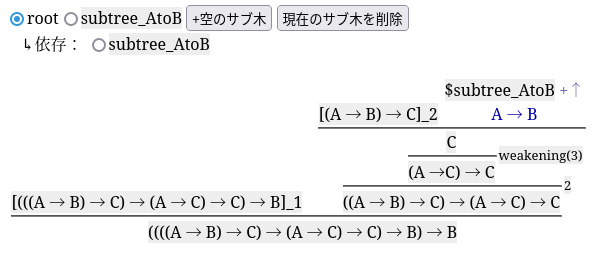 root subtree_AtoB +空のサブ木 現在のサブ木を削除
↳依存： subtree_AtoB
$subtree_AtoB +↑
[(A → B) → C]_2 A → B
C
weakening(3)
(A →C) → C
2
[(((A → B) → C) → (A → C) → C) → B]_1 ((A → B) → C) → (A → C) → C
((((A → B) → C) → (A → C) → C) → B) → B